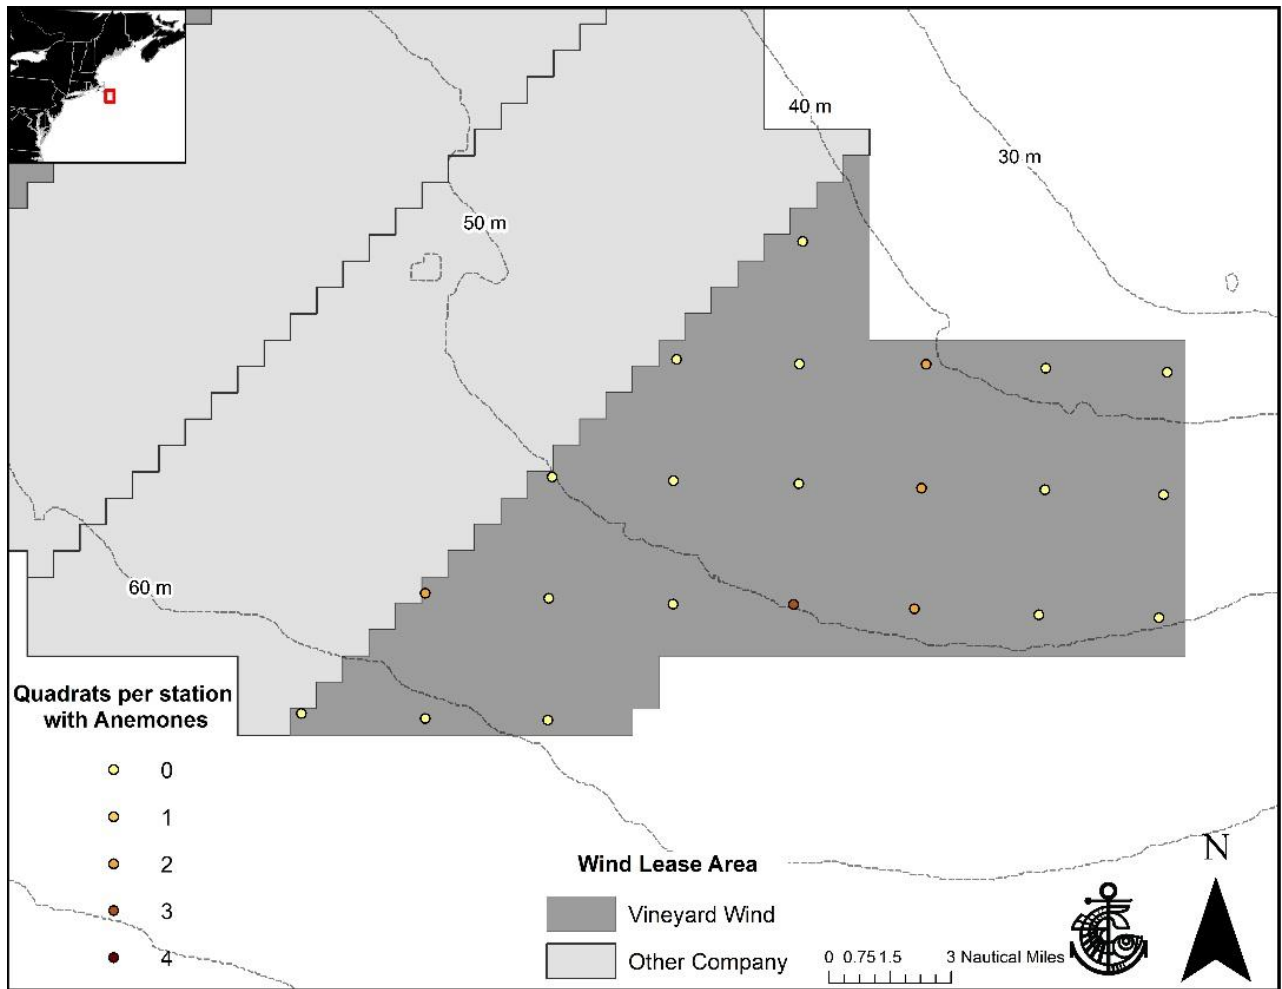 40 m
30 m
50 m
60 m
Quadrats per station
with Anemones
0
1
2
3
4
Wind Lease Area
Vineyard Wind
Other Company
0 0.75 1.5 3 Nautical Miles
N